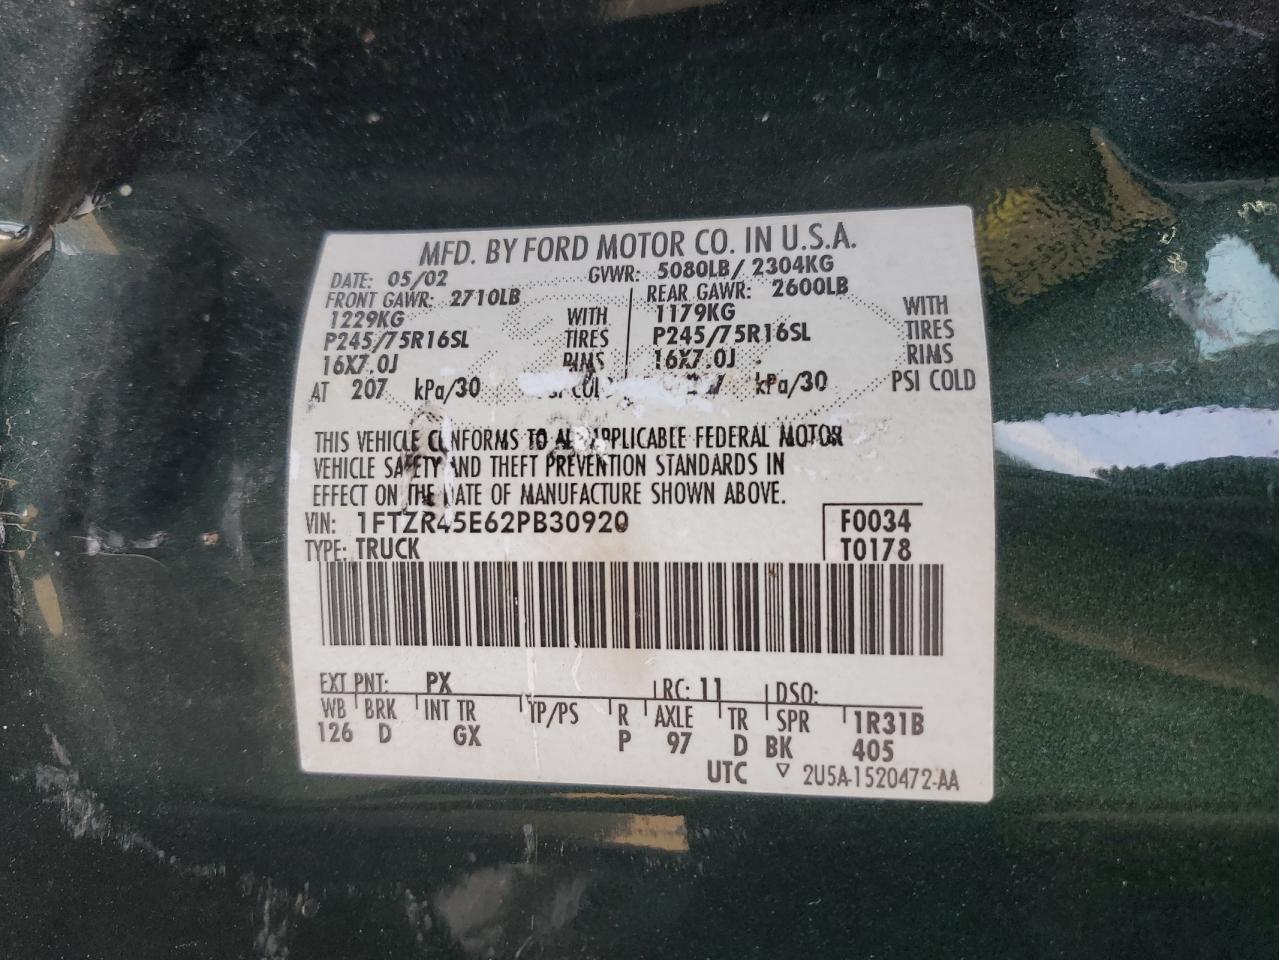 MFD. BY FORD MOTOR CO. IN U.S.A.
DATE: 05/02 GVWR: 5080LB/ 2304KG
FRONT GAWR: 2710LB REAR GAWR: 2600LB
1229KG WITH 1179KG WITH
P245/75R16SL TIRES P245/75R16SL TIRES
16X7.0J RIMS 16X7.0J RIMS
AT 207 kPa/30 kPa/30 PSI COLD
THIS VEHICLE CONFORMS TO ALL APPLICABLE FEDERAL MOTOR
VEHICLE SAFETY AND THEFT PREVENTION STANDARDS IN
EFFECT ON THE DATE OF MANUFACTURE SHOWN ABOVE.
VIN: 1FTZR45E62PB30920 F0034
TYPE: TRUCK T0178
EXT PNT: PX RC: 11 DSO:
WB BRK INT TR TP/PS R AXLE TR SPR 1R31B
126 D GX P 97 D BK 405
UTC ▽ 2U5A-1520472-AA